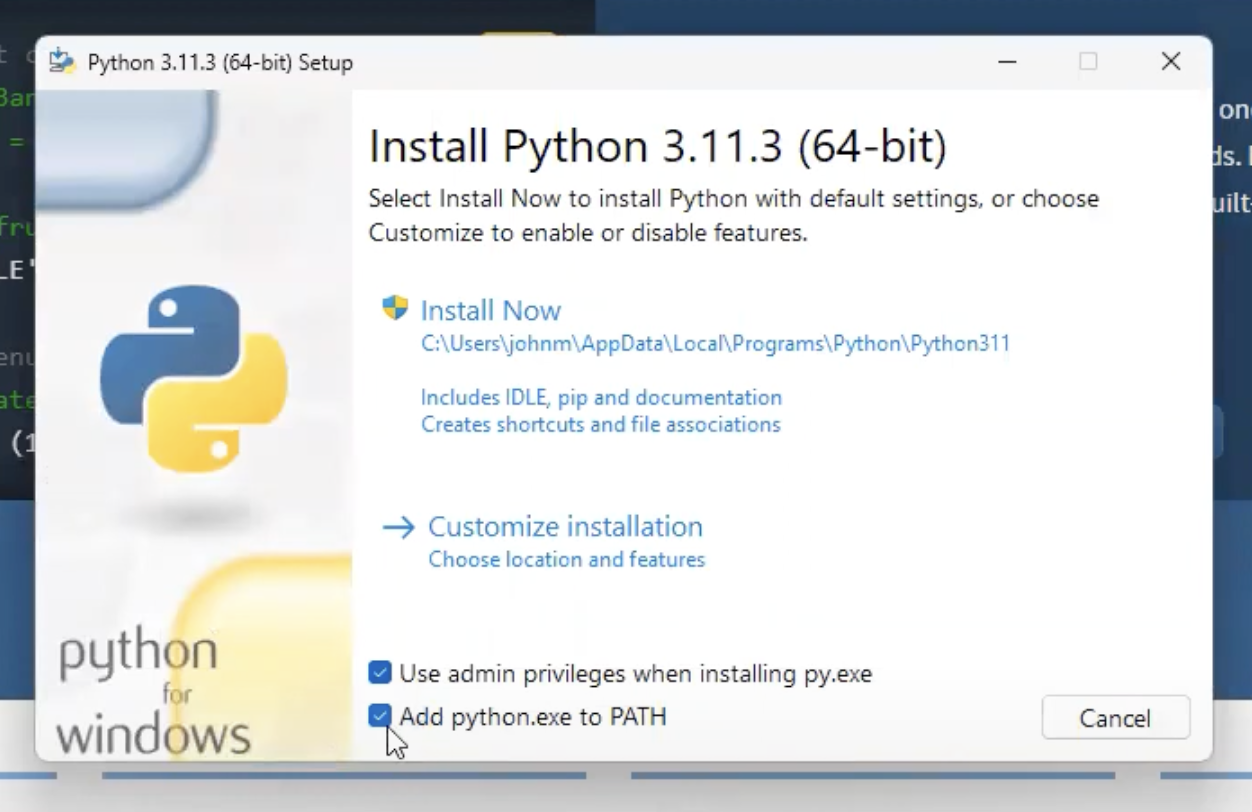 Python 3.11.3 (64-bit) Setup
Install Python 3.11.3 (64-bit)
Select Install Now to install Python with default settings, or choose
Customize to enable or disable features.
Install Now
C:\Users\johnm\AppData\Local\Programs\Python\Python311
Includes IDLE, pip and documentation
Creates shortcuts and file associations
Customize installation
Choose location and features
Use admin privileges when installing py.exe
Add python.exe to PATH
Cancel
python
for
windows